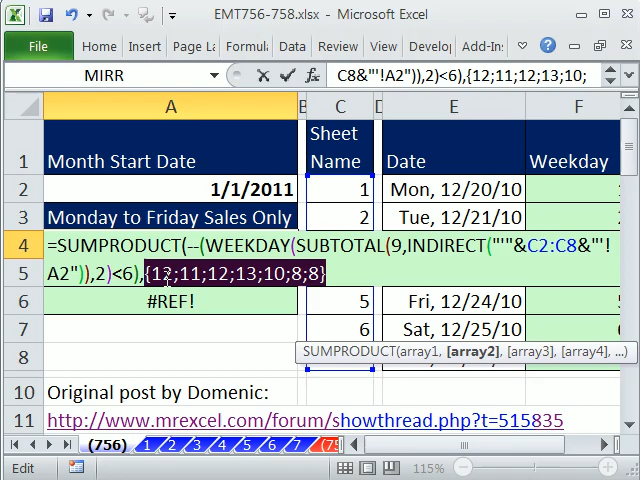 EMT756-758.xlsx - Microsoft Excel
File Home Insert Page La Formula Data Review View Develop Add-Ins
MIRR fx C8&"'!A2")),2)<6),{12;11;12;13;10;
A B C D E F
1 Month Start Date Sheet Name Date Weekday
2 1/1/2011 1 Mon, 12/20/10
3 Monday to Friday Sales Only 2 Tue, 12/21/10
4 =SUMPRODUCT(--(WEEKDAY(SUBTOTAL(9,INDIRECT("'"&C2:C8&"'!
5 A2")),2)<6),{12;11;12;13;10;8;8}
6 #REF! 5 Fri, 12/24/10
7 6 Sat, 12/25/10
8 SUMPRODUCT(array1, [array2], [array3], [array4], ...)
10 Original post by Domenic:
11 http://www.mrexcel.com/forum/showthread.php?t=515835
(756) 1 2 3 4 5 6 7 (75
Edit 115%